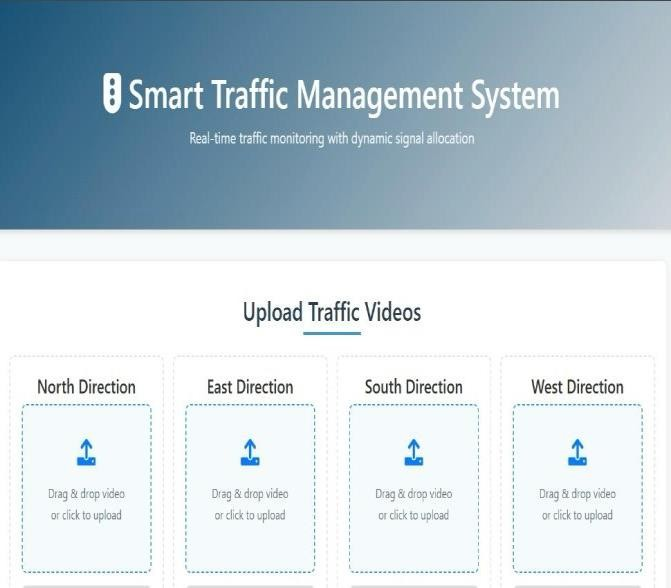 Smart Traffic Management System
Real-time traffic monitoring with dynamic signal allocation
Upload Traffic Videos
North Direction
Drag & drop video
or click to upload
East Direction
Drag & drop video
or click to upload
South Direction
Drag & drop video
or click to upload
West Direction
Drag & drop video
or click to upload